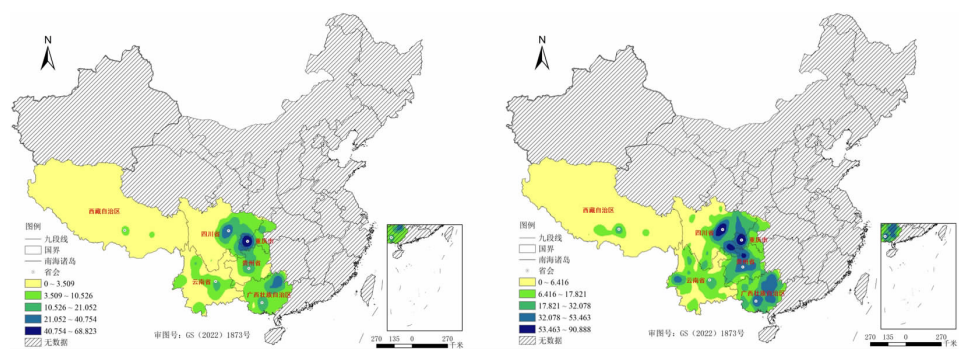 N
西藏自治区
四川省
重庆市
贵州省
云南省
广西壮族自治区
图例
九段线
国界
南海诸岛
省会
0 ~ 3.509
3.509 ~ 10.526
10.526 ~ 21.052
21.052 ~ 40.754
40.754 ~ 68.823
无数据
审图号：GS（2022）1873号
270 135 0 270
千米
N
西藏自治区
四川省
重庆市
云南省
广西壮族自治区
图例
九段线
国界
南海诸岛
省会
0 ~ 6.416
6.416 ~ 17.821
17.821 ~ 32.078
32.078 ~ 53.463
53.463 ~ 90.888
无数据
审图号：GS（2022）1873号
270 135 0 270
千米